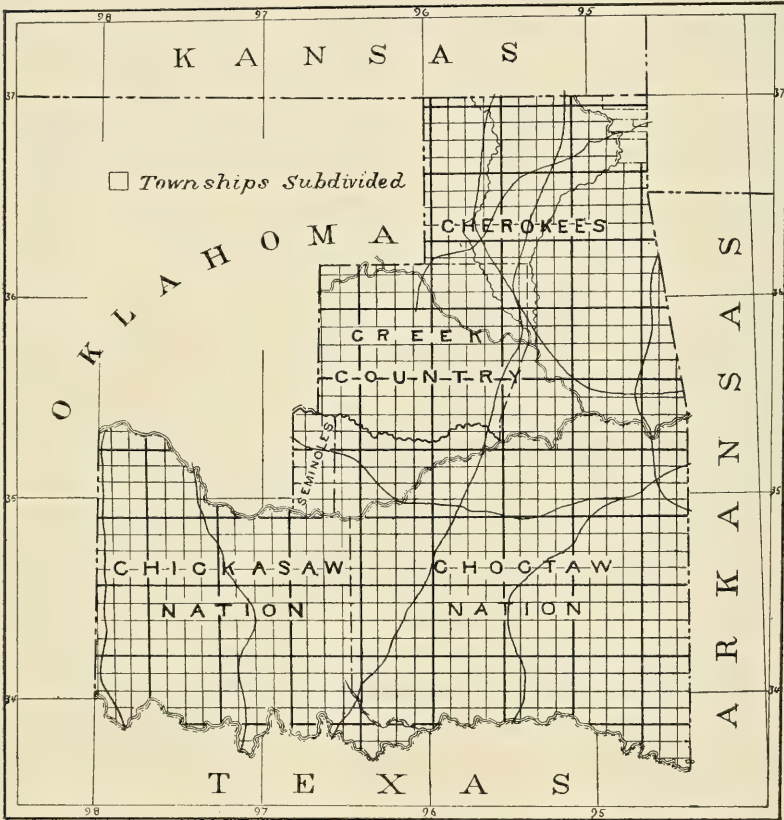 98 97 96 95
KANSAS
37 37
Townships Subdivided
CHEROKEES
OKLAHOMA
36 36
CREEK
COUNTRY
ARKANSAS
SEMINOLES
35 35
CHICKASAW
NATION
CHOCTAW
NATION
34 34
TEXAS
98 97 96 95